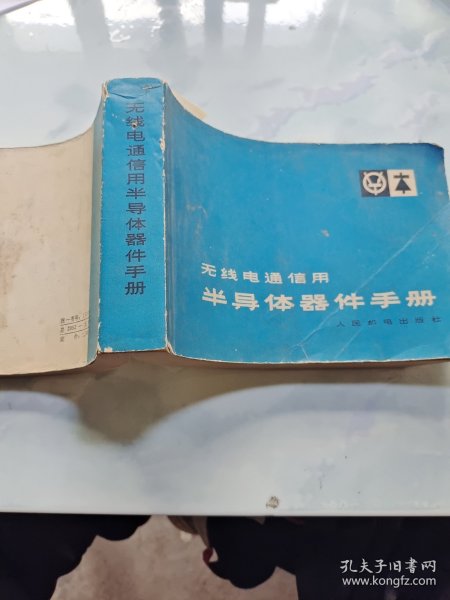 无线电通信用半导体器件手册
无线电通信用
半导体器件手册
人民邮电出版社
孔夫子旧书网
www.kongfz.com